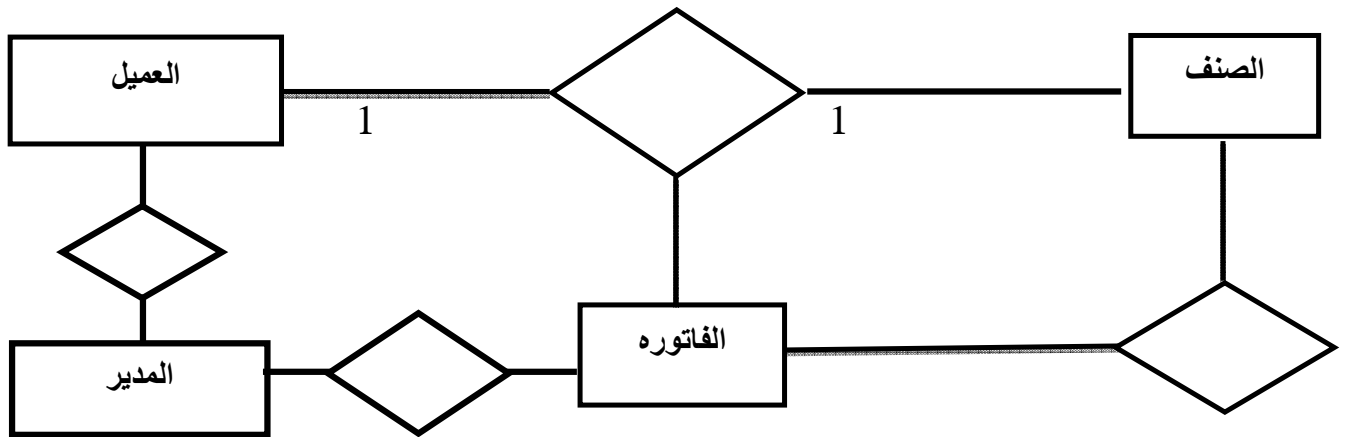 الصنف
العميل
1
1
الفاتوره
المدير